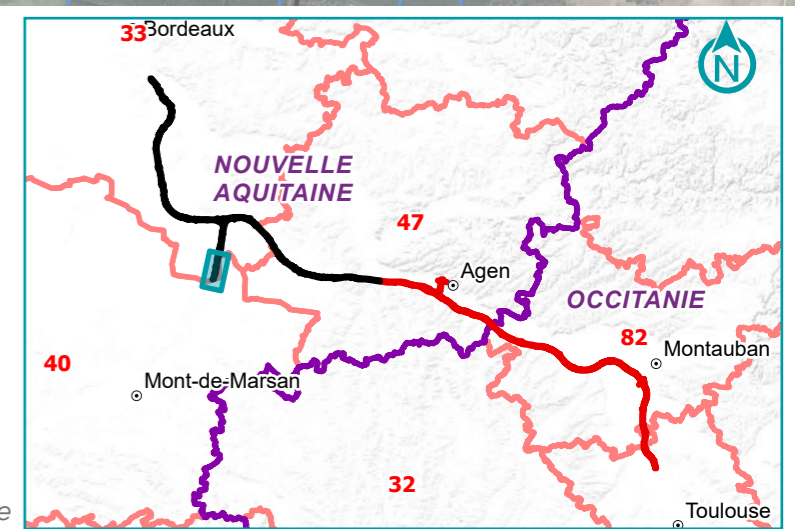 33
Bordeaux
N
NOUVELLE
AQUITAINE
47
Agen
OCCITANIE
82
40
Montauban
Mont-de-Marsan
32
Toulouse
e